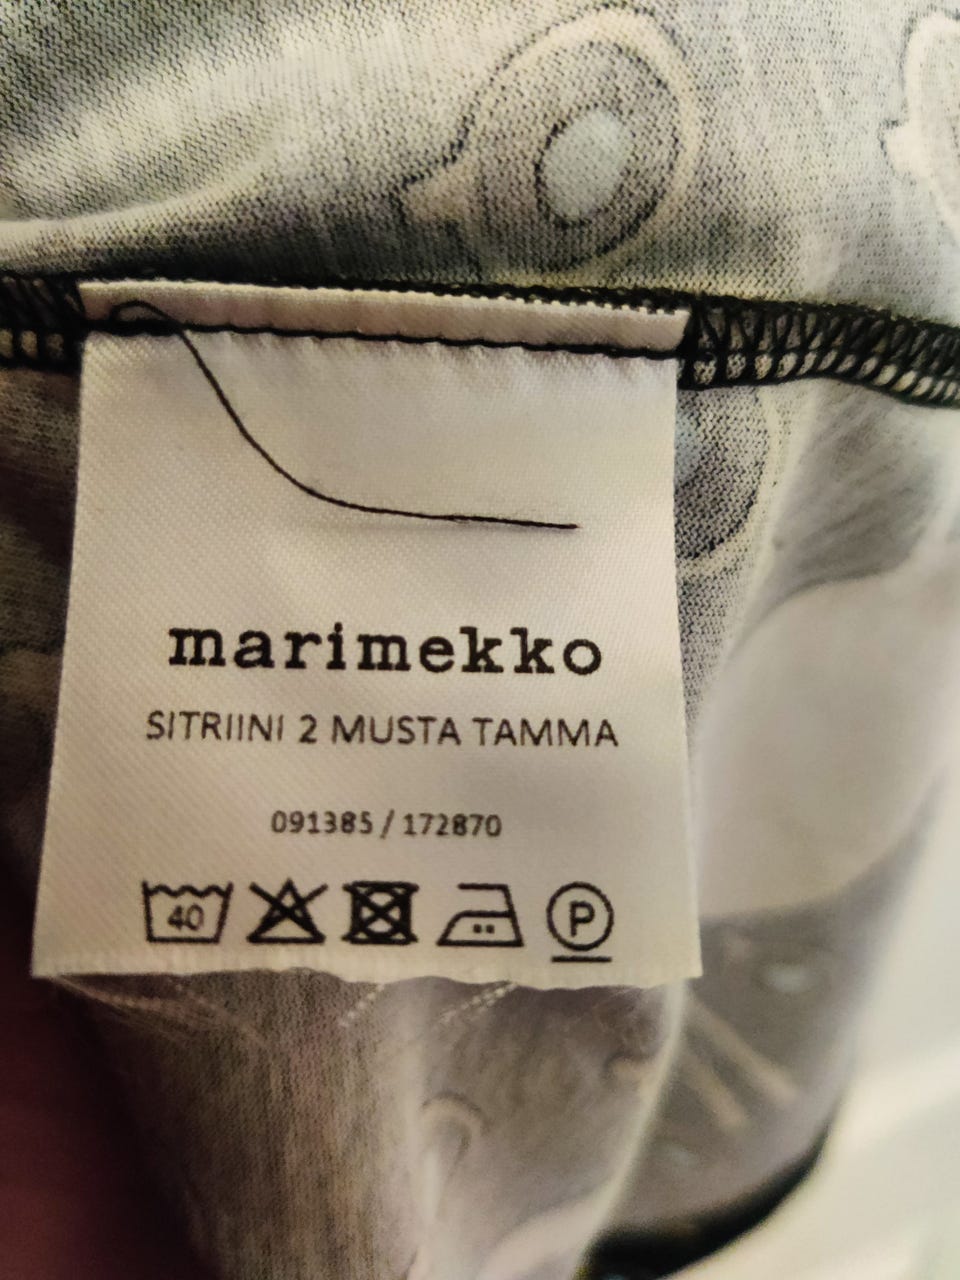 marimekko
SITRIINI 2 MUSTA TAMMA
091385 / 172870
40
P